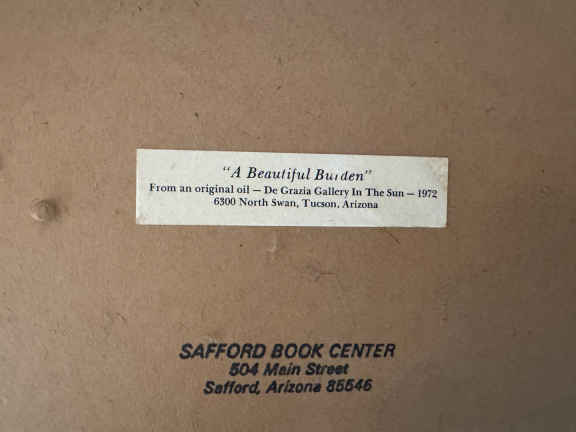 "A Beautiful Burden"
From an original oil — De Grazia Gallery In The Sun — 1972
6300 North Swan, Tucson, Arizona
SAFFORD BOOK CENTER
504 Main Street
Safford, Arizona 85546